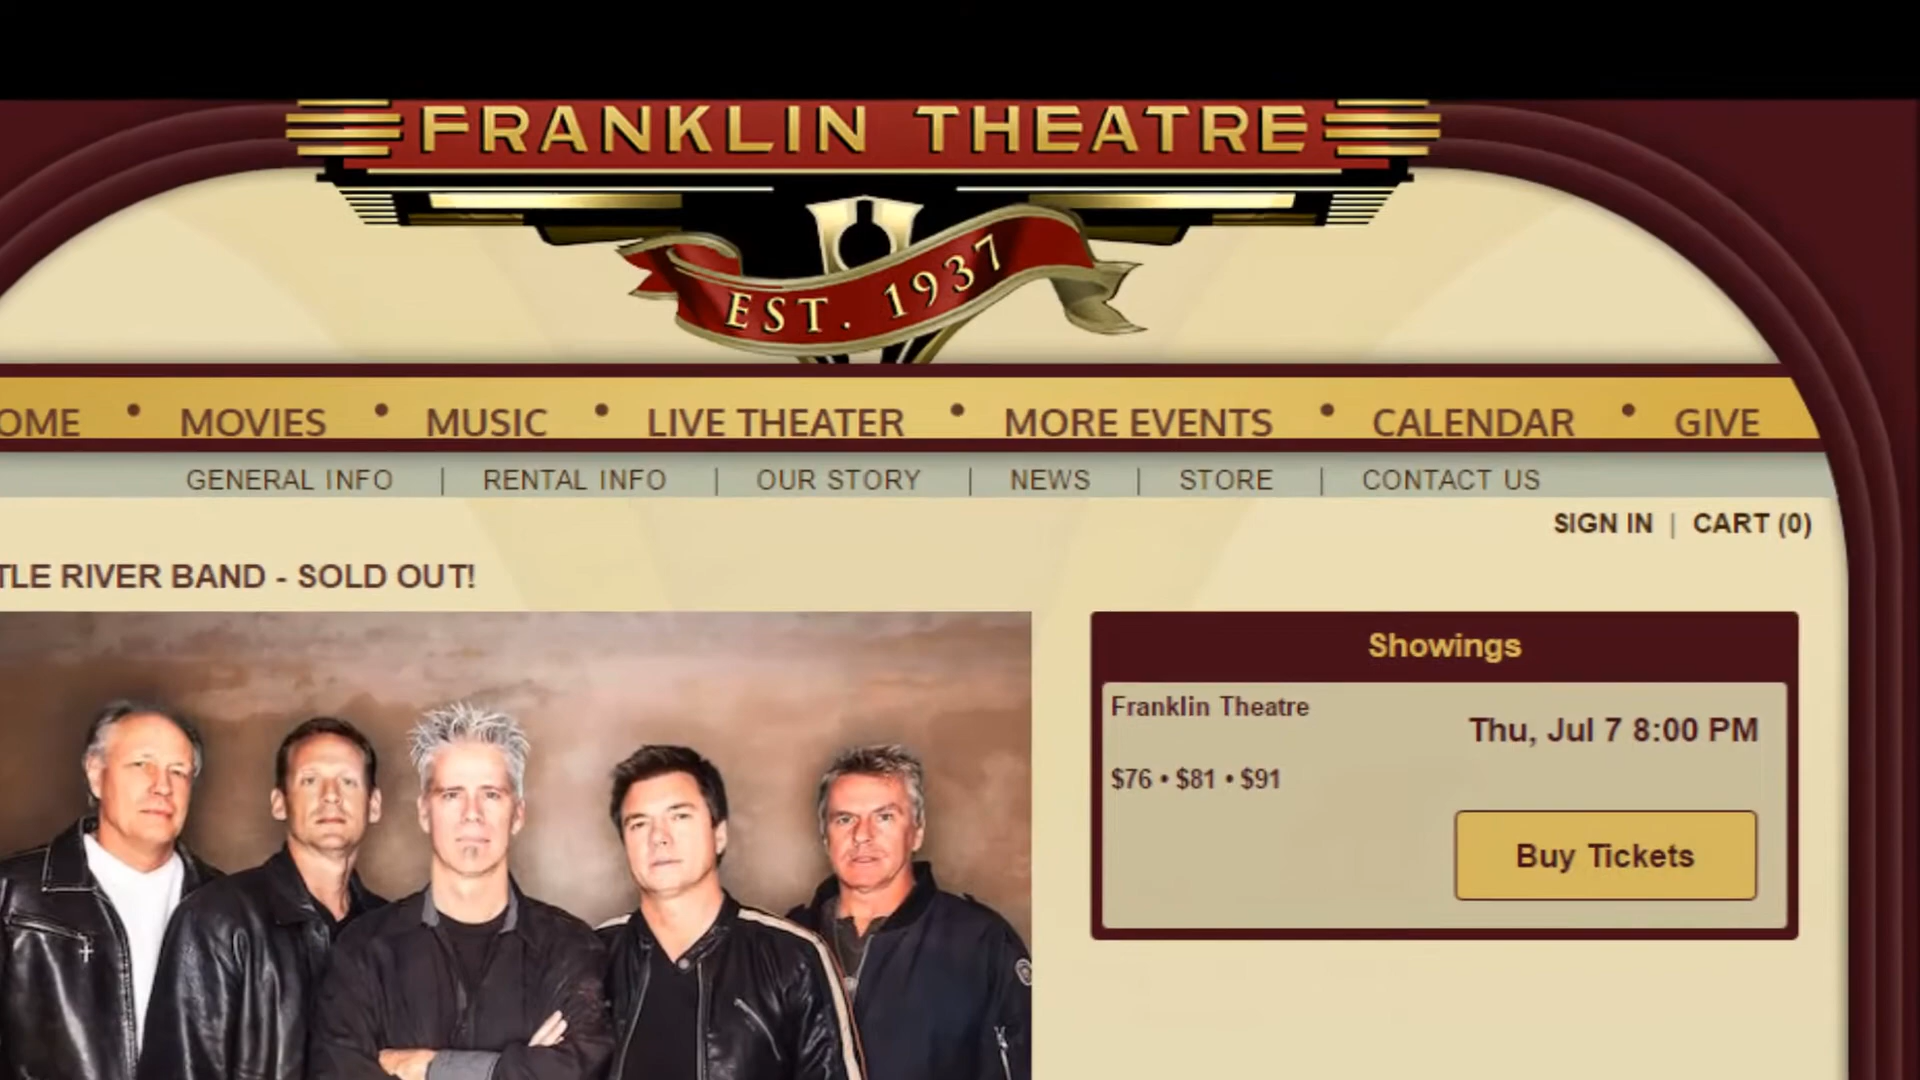 FRANKLIN THEATRE
EST. 1937
OME • MOVIES • MUSIC • LIVE THEATER • MORE EVENTS • CALENDAR • GIVE
GENERAL INFO | RENTAL INFO | OUR STORY | NEWS | STORE | CONTACT US
SIGN IN | CART (0)
TLE RIVER BAND - SOLD OUT!
Showings
Franklin Theatre
Thu, Jul 7 8:00 PM
$76 • $81 • $91
Buy Tickets